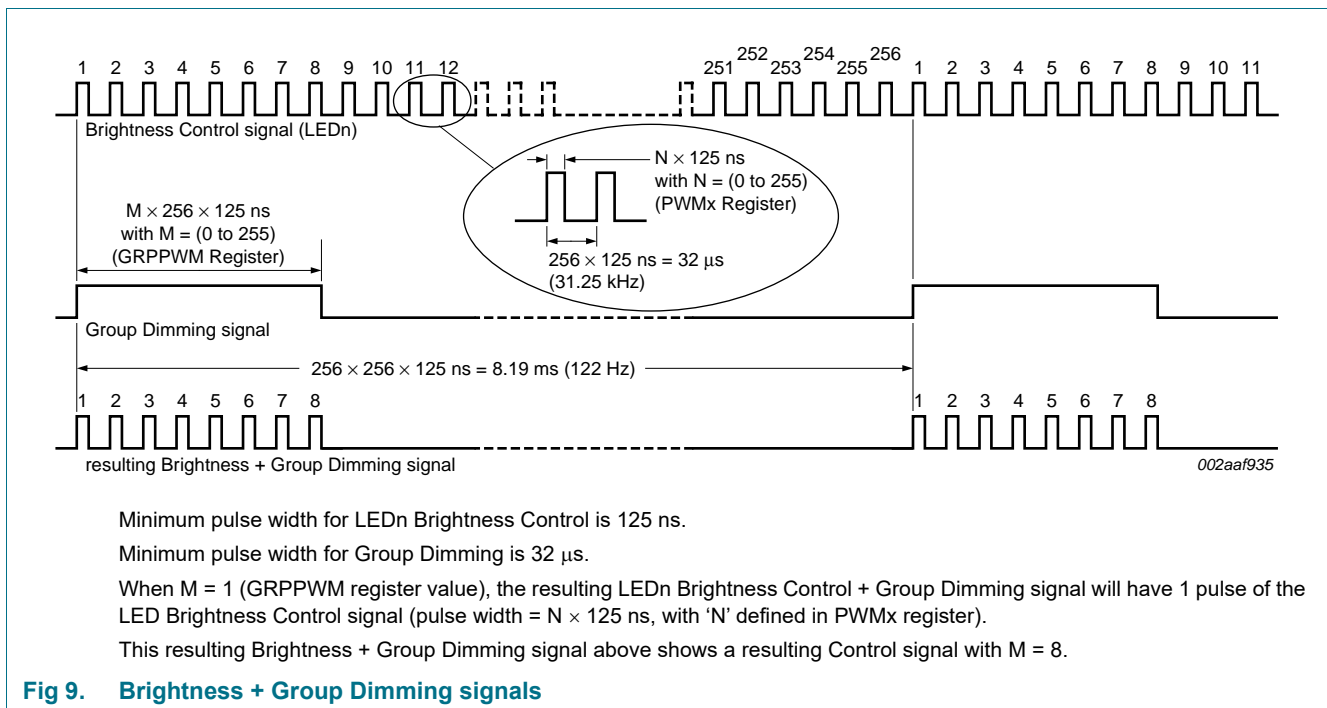 1 2 3 4 5 6 7 8 9 10 11 12 251 252 253 254 255 256 1 2 3 4 5 6 7 8 9 10 11
Brightness Control signal (LEDn)
N × 125 ns
with N = (0 to 255)
(PWMx Register)
M × 256 × 125 ns
with M = (0 to 255)
(GRPPWM Register)
256 × 125 ns = 32 μs
(31.25 kHz)
Group Dimming signal
256 × 256 × 125 ns = 8.19 ms (122 Hz)
1 2 3 4 5 6 7 8 1 2 3 4 5 6 7 8
resulting Brightness + Group Dimming signal
002aaf935
Minimum pulse width for LEDn Brightness Control is 125 ns.
Minimum pulse width for Group Dimming is 32 μs.
When M = 1 (GRPPWM register value), the resulting LEDn Brightness Control + Group Dimming signal will have 1 pulse of the
LED Brightness Control signal (pulse width = N × 125 ns, with ‘N’ defined in PWMx register).
This resulting Brightness + Group Dimming signal above shows a resulting Control signal with M = 8.
Fig 9. Brightness + Group Dimming signals